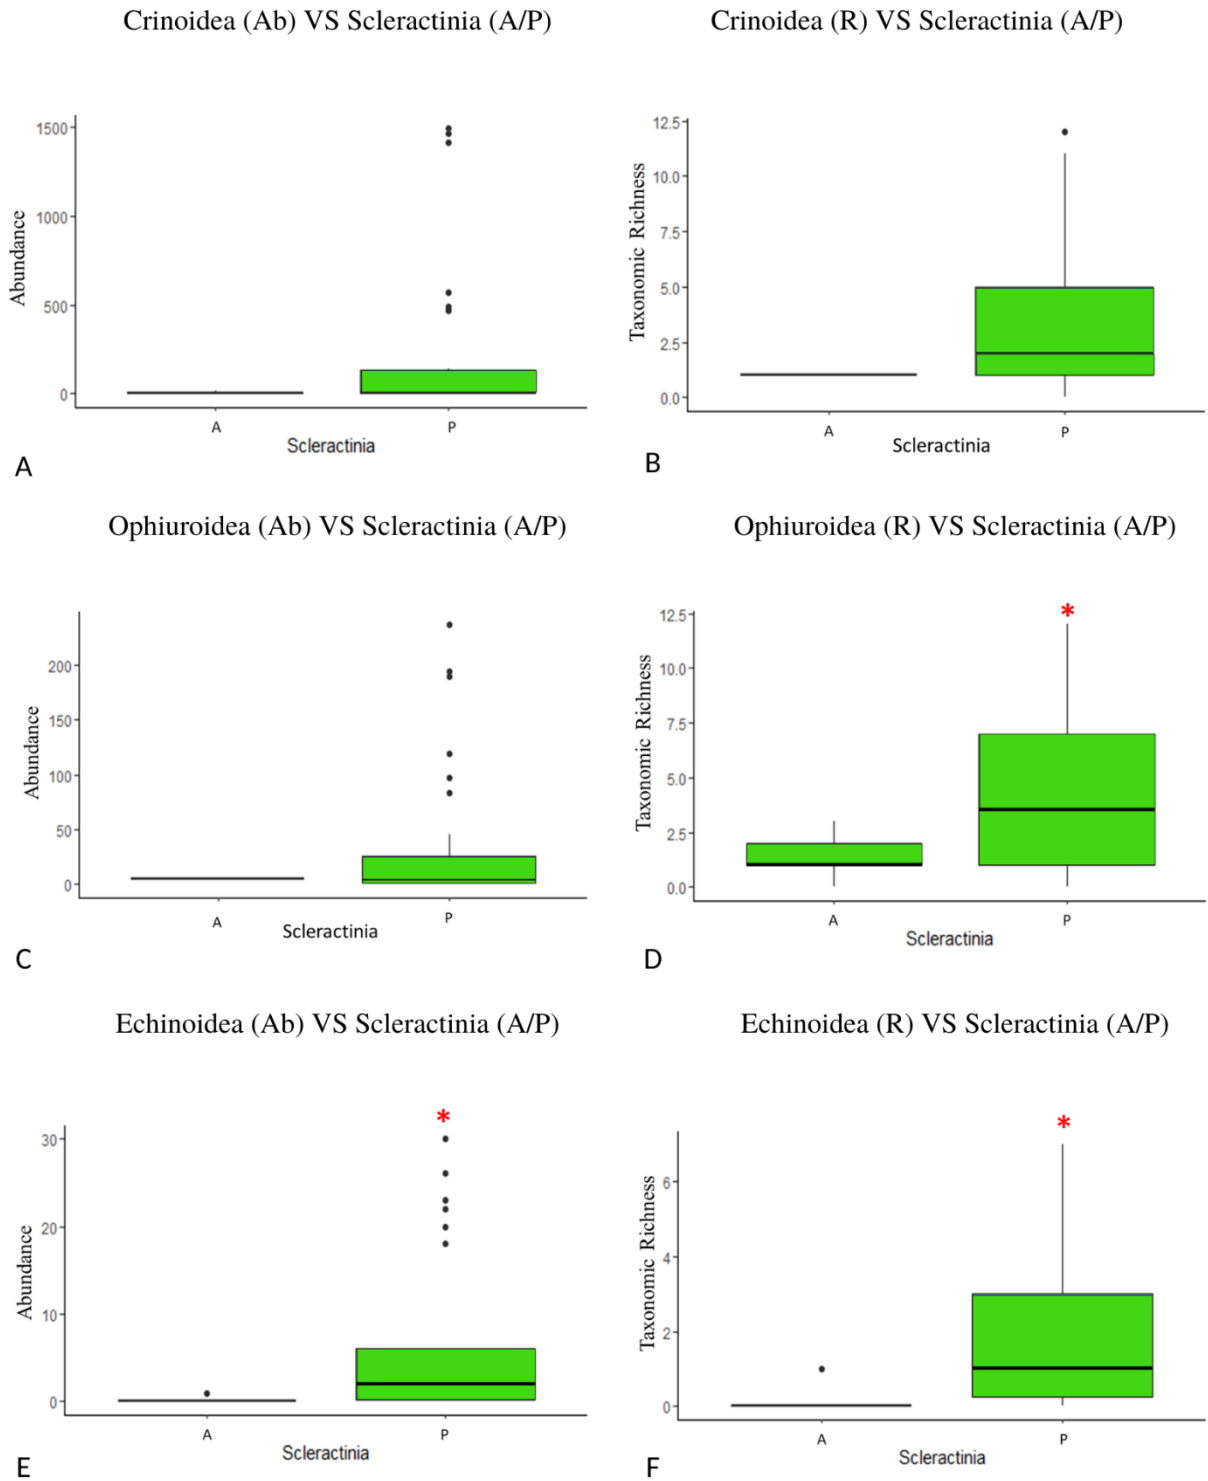 Crinoidea (Ab) VS Scleractinia (A/P)
Crinoidea (R) VS Scleractinia (A/P)
1500
1000
500
0
Abundance
A
P
Scleractinia
A
12.5
10.0
7.5
5.0
2.5
0.0
Taxonomic Richness
A
P
Scleractinia
B
Ophiuroidea (Ab) VS Scleractinia (A/P)
Ophiuroidea (R) VS Scleractinia (A/P)
200
150
100
50
0
Abundance
A
P
Scleractinia
C
*
12.5
10.0
7.5
5.0
2.5
0.0
Taxonomic Richness
A
P
Scleractinia
D
Echinoidea (Ab) VS Scleractinia (A/P)
Echinoidea (R) VS Scleractinia (A/P)
*
30
20
10
0
Abundance
A
P
Scleractinia
E
*
6
4
2
0
Taxonomic Richness
A
P
Scleractinia
F